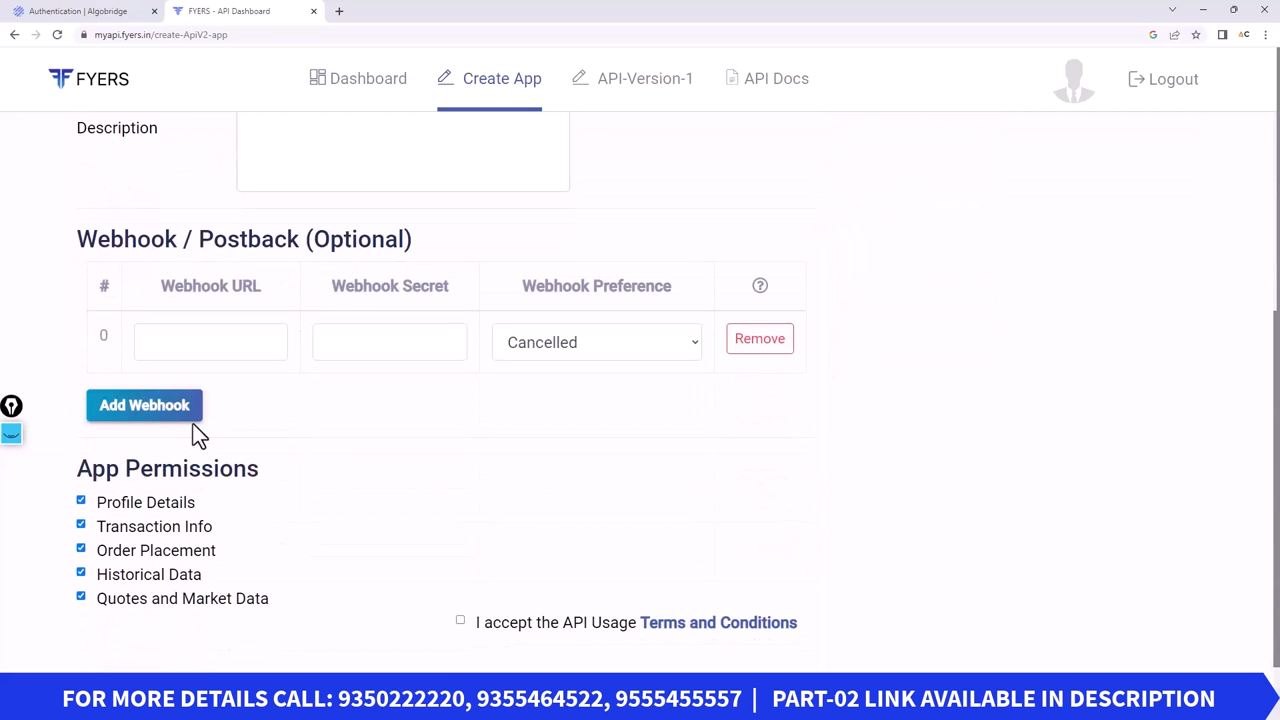 Authentication | Algobridge
FYERS - API Dashboard
myapi.fyers.in/create-ApiV2-app
FYERS
Dashboard
Create App
API-Version-1
API Docs
Logout
Description
Webhook / Postback (Optional)
# Webhook URL Webhook Secret Webhook Preference
0 Cancelled Remove
Add Webhook
App Permissions
Profile Details
Transaction Info
Order Placement
Historical Data
Quotes and Market Data
I accept the API Usage Terms and Conditions
FOR MORE DETAILS CALL: 9350222220, 9355464522, 9555455557 | PART-02 LINK AVAILABLE IN DESCRIPTION